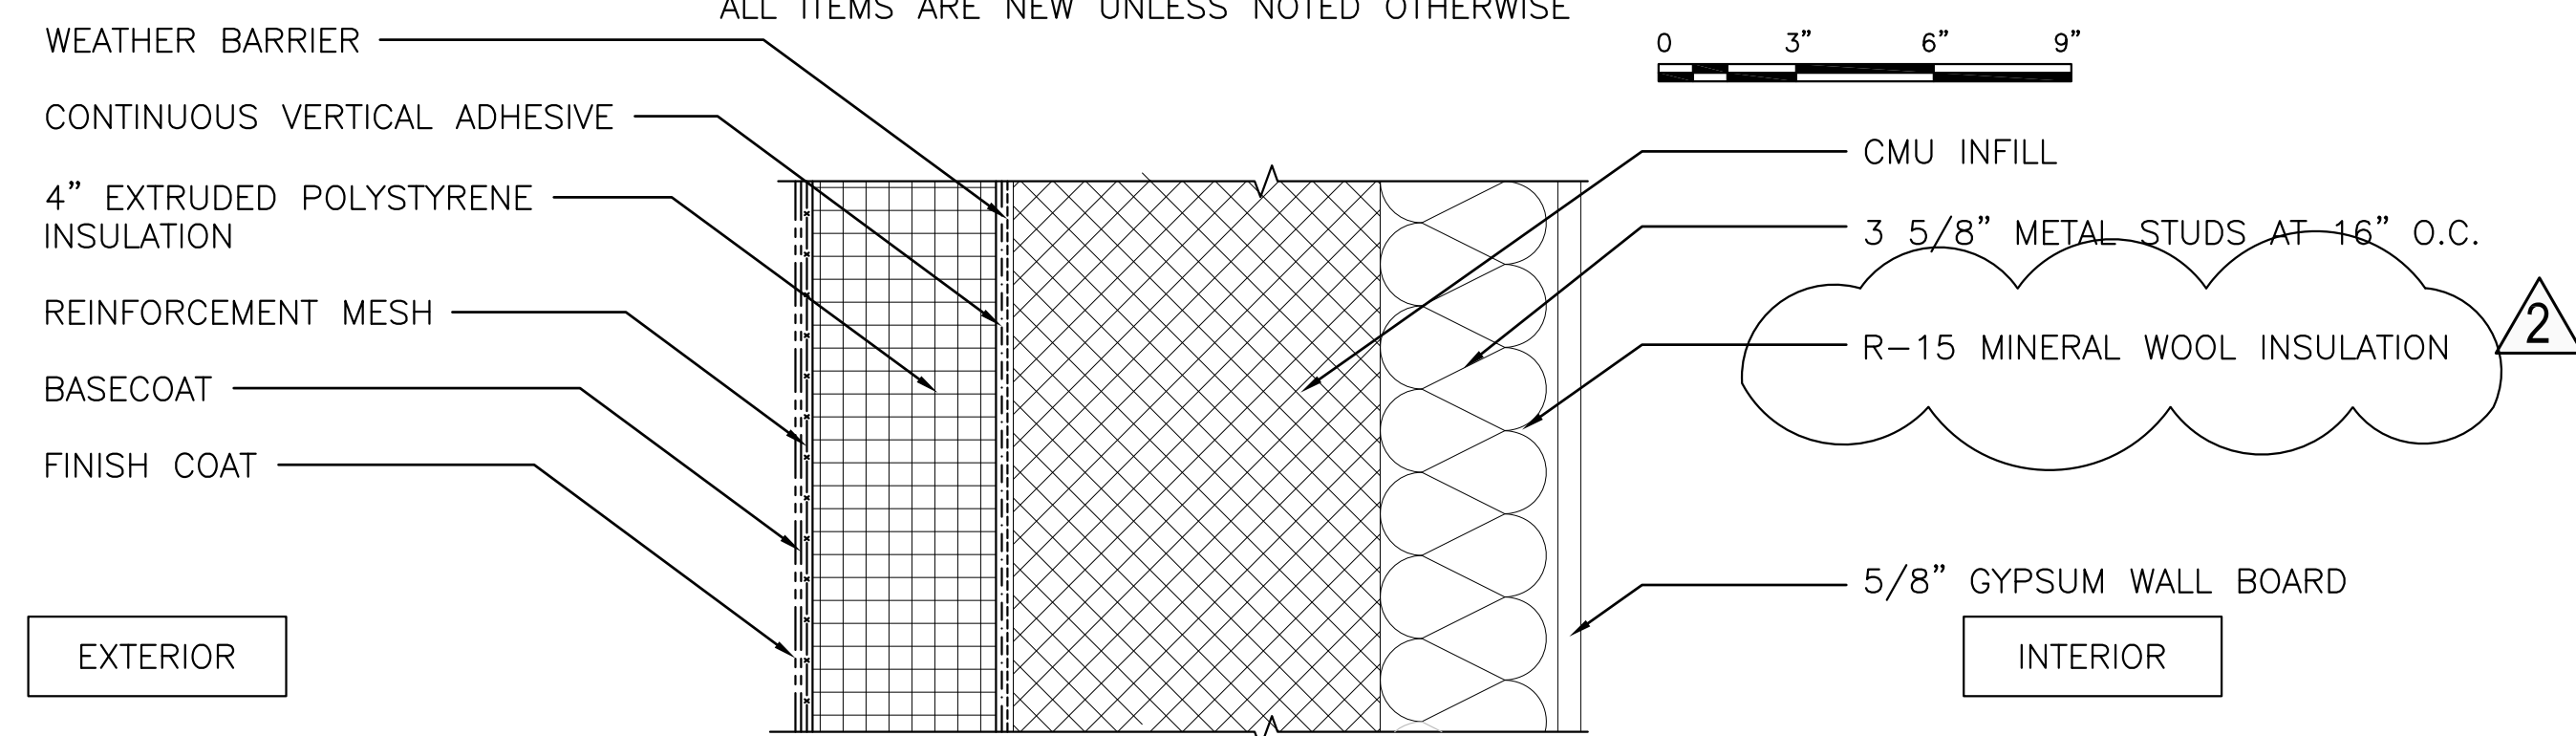 ALL ITEMS ARE NEW UNLESS NOTED OTHERWISE
WEATHER BARRIER
CONTINUOUS VERTICAL ADHESIVE
4” EXTRUDED POLYSTYRENE
INSULATION
REINFORCEMENT MESH
BASECOAT
FINISH COAT
EXTERIOR
0 3” 6” 9”
CMU INFILL
3 5/8” METAL STUDS AT 16” O.C.
R-15 MINERAL WOOL INSULATION
2
5/8” GYPSUM WALL BOARD
INTERIOR